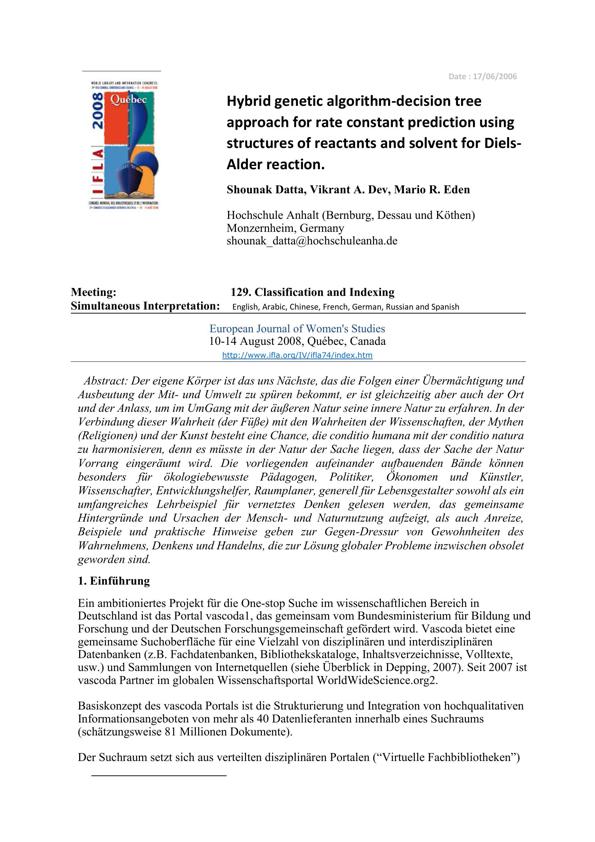 Date : 17/06/2006
WORLD LIBRARY AND INFORMATION CONGRESS:
IFLA 2008
Québec
Hybrid genetic algorithm-decision tree
approach for rate constant prediction using
structures of reactants and solvent for Diels-
Alder reaction.
Shounak Datta, Vikrant A. Dev, Mario R. Eden
Hochschule Anhalt (Bernburg, Dessau und Köthen)
Monzernheim, Germany
shounak_datta@hochschuleanha.de
Meeting: 129. Classification and Indexing
Simultaneous Interpretation: English, Arabic, Chinese, French, German, Russian and Spanish
European Journal of Women's Studies
10-14 August 2008, Québec, Canada
http://www.ifla.org/IV/ifla74/index.htm
Abstract: Der eigene Körper ist das uns Nächste, das die Folgen einer Übermächtigung und
Ausbeutung der Mit- und Umwelt zu spüren bekommt, er ist gleichzeitig aber auch der Ort
und der Anlass, um im UmGang mit der äußeren Natur seine innere Natur zu erfahren. In der
Verbindung dieser Wahrheit (der Füße) mit den Wahrheiten der Wissenschaften, der Mythen
(Religionen) und der Kunst besteht eine Chance, die conditio humana mit der conditio natura
zu harmonisieren, denn es müsste in der Natur der Sache liegen, dass der Sache der Natur
Vorrang eingeräumt wird. Die vorliegenden aufeinander aufbauenden Bände können
besonders für ökologiebewusste Pädagogen, Politiker, Ökonomen und Künstler,
Wissenschafter, Entwicklungshelfer, Raumplaner, generell für Lebensgestalter sowohl als ein
umfangreiches Lehrbeispiel für vernetztes Denken gelesen werden, das gemeinsame
Hintergründe und Ursachen der Mensch- und Naturnutzung aufzeigt, als auch Anreize,
Beispiele und praktische Hinweise geben zur Gegen-Dressur von Gewohnheiten des
Wahrnehmens, Denkens und Handelns, die zur Lösung globaler Probleme inzwischen obsolet
geworden sind.
1. Einführung
Ein ambitioniertes Projekt für die One-stop Suche im wissenschaftlichen Bereich in
Deutschland ist das Portal vascoda1, das gemeinsam vom Bundesministerium für Bildung und
Forschung und der Deutschen Forschungsgemeinschaft gefördert wird. Vascoda bietet eine
gemeinsame Suchoberfläche für eine Vielzahl von disziplinären und interdisziplinären
Datenbanken (z.B. Fachdatenbanken, Bibliothekskataloge, Inhaltsverzeichnisse, Volltexte,
usw.) und Sammlungen von Internetquellen (siehe Überblick in Depping, 2007). Seit 2007 ist
vascoda Partner im globalen Wissenschaftsportal WorldWideScience.org2.
Basiskonzept des vascoda Portals ist die Strukturierung und Integration von hochqualitativen
Informationsangeboten von mehr als 40 Datenlieferanten innerhalb eines Suchraums
(schätzungsweise 81 Millionen Dokumente).
Der Suchraum setzt sich aus verteilten disziplinären Portalen (“Virtuelle Fachbibliotheken”)